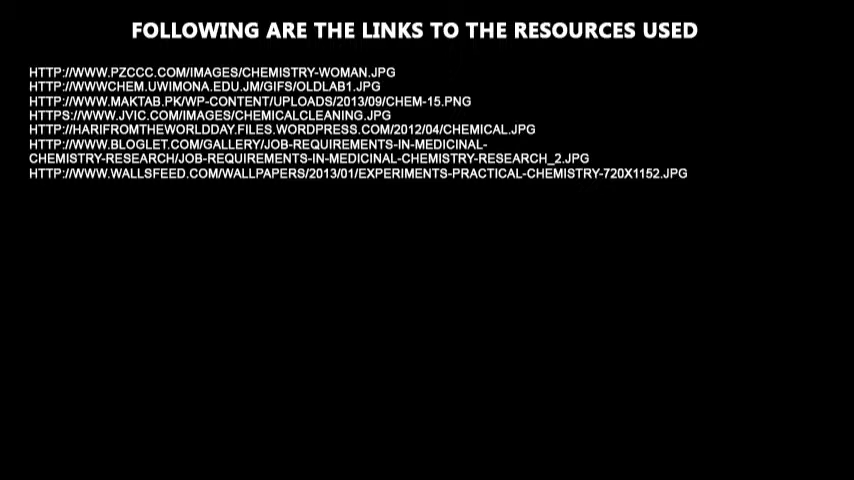 FOLLOWING ARE THE LINKS TO THE RESOURCES USED
HTTP://WWW.PZCCC.COM/IMAGES/CHEMISTRY-WOMAN.JPG
HTTP://WWWCHEM.UWIMONA.EDU.JM/GIFS/OLDLAB1.JPG
HTTP://WWW.MAKTAB.PK/WP-CONTENT/UPLOADS/2013/09/CHEM-15.PNG
HTTPS://WWW.JVIC.COM/IMAGES/CHEMICALCLEANING.JPG
HTTP://HARIFROMTHEWORLDDAY.FILES.WORDPRESS.COM/2012/04/CHEMICAL.JPG
HTTP://WWW.BLOGLET.COM/GALLERY/JOB-REQUIREMENTS-IN-MEDICINAL-
CHEMISTRY-RESEARCH/JOB-REQUIREMENTS-IN-MEDICINAL-CHEMISTRY-RESEARCH_2.JPG
HTTP://WWW.WALLSFEED.COM/WALLPAPERS/2013/01/EXPERIMENTS-PRACTICAL-CHEMISTRY-720X1152.JPG